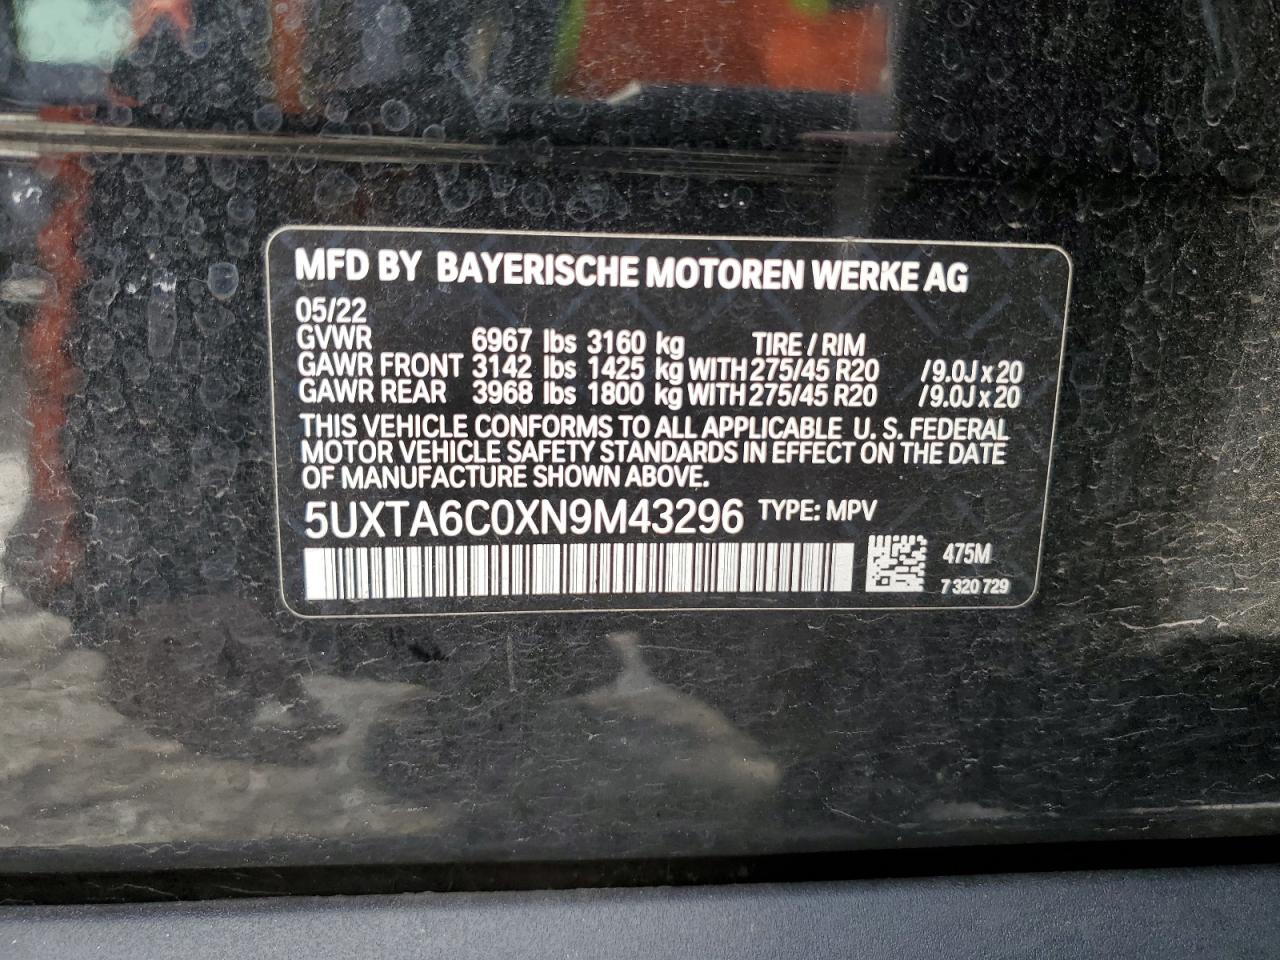 MFD BY BAYERISCHE MOTOREN WERKE AG
05/22
GVWR 6967 lbs 3160 kg TIRE / RIM
GAWR FRONT 3142 lbs 1425 kg WITH 275/45 R20 /9.0J x 20
GAWR REAR 3968 lbs 1800 kg WITH 275/45 R20 /9.0J x 20
THIS VEHICLE CONFORMS TO ALL APPLICABLE U. S. FEDERAL
MOTOR VEHICLE SAFETY STANDARDS IN EFFECT ON THE DATE
OF MANUFACTURE SHOWN ABOVE.
5UXTA6C0XN9M43296 TYPE: MPV
475M
7 320 729